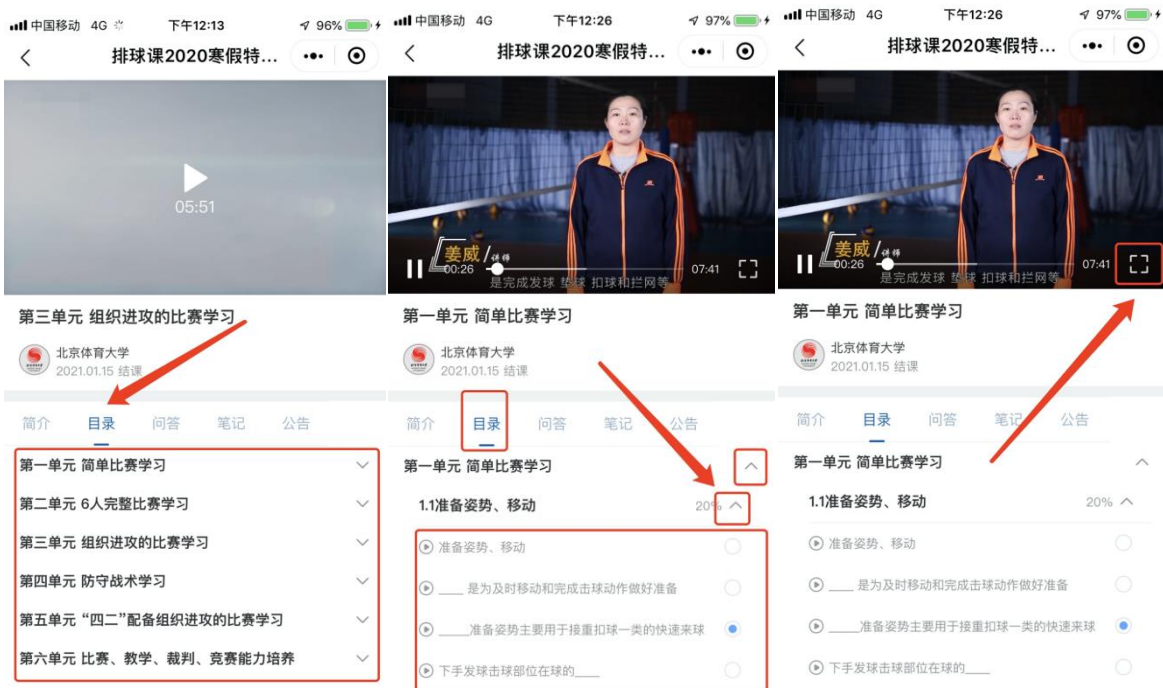 中国移动 4G 下午12:13 96%
排球课2020寒假特...
05:51
第三单元 组织进攻的比赛学习
北京体育大学
2021.01.15 结课
简介 目录 问答 笔记 公告
第一单元 简单比赛学习
第二单元 6人完整比赛学习
第三单元 组织进攻的比赛学习
第四单元 防守战术学习
第五单元 “四二”配备组织进攻的比赛学习
第六单元 比赛、教学、裁判、竞赛能力培养
中国移动 4G 下午12:26 97%
排球课2020寒假特...
姜威/讲师
00:26 07:41
是完成发球 垫球 扣球和拦网等
第一单元 简单比赛学习
北京体育大学
2021.01.15 结课
简介 目录 问答 笔记 公告
第一单元 简单比赛学习
1.1准备姿势、移动 20%
准备姿势、移动
____ 是为及时移动和完成击球动作做好准备
____准备姿势主要用于接重扣球一类的快速来球
下手发球击球部位在球的____
中国移动 4G 下午12:26 97%
排球课2020寒假特...
姜威/讲师
00:26 07:41
是完成发球 垫球 扣球和拦网等
第一单元 简单比赛学习
北京体育大学
2021.01.15 结课
简介 目录 问答 笔记 公告
第一单元 简单比赛学习
1.1准备姿势、移动 20%
准备姿势、移动
____ 是为及时移动和完成击球动作做好准备
____准备姿势主要用于接重扣球一类的快速来球
下手发球击球部位在球的____